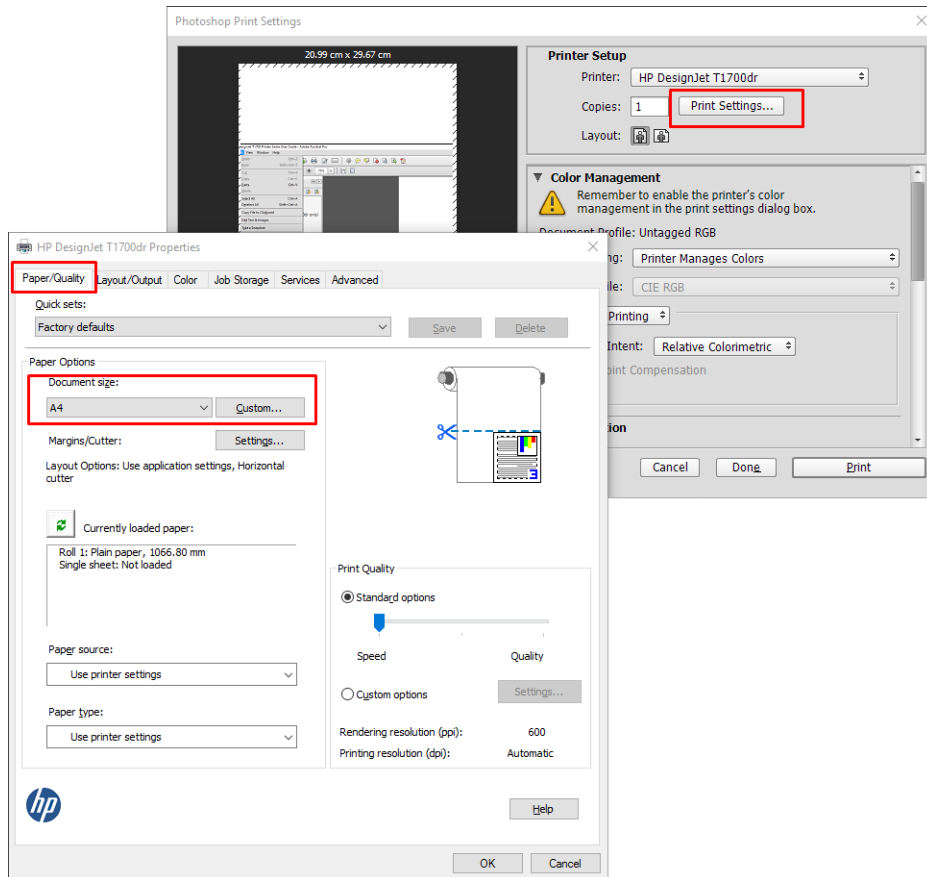 Photoshop Print Settings
20.99 cm x 29.67 cm
Printer Setup
Printer: HP DesignJet T1700dr
Copies: 1 Print Settings...
Layout:
Color Management
Remember to enable the printer's color
management in the print settings dialog box.
Document Profile: Untagged RGB
Printer Manages Colors
CIE RGB
Printing
Intent: Relative Colorimetric
Compensation
Cancel Done Print
HP DesignJet T1700dr Properties
Paper/Quality Layout/Output Color Job Storage Services Advanced
Quick sets:
Factory defaults Save Delete
Paper Options
Document size:
A4 Custom...
Margins/Cutter: Settings...
Layout Options: Use application settings, Horizontal
cutter
3
Currently loaded paper:
Roll 1: Plain paper, 1066.80 mm
Single sheet: Not loaded
Paper source:
Use printer settings
Paper type:
Use printer settings
Print Quality
Standard options
Speed Quality
Custom options Settings...
Rendering resolution (ppi): 600
Printing resolution (dpi): Automatic
hp
Help
OK Cancel